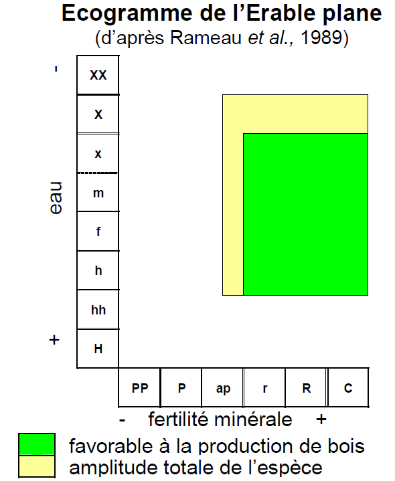 Ecogramme de l'Erable plane
(d'après Rameau et al., 1989)
-
XX
X
x
m
f
h
hh
H
eau
+
PP P ap r R C
- fertilité minérale +
favorable à la production de bois
amplitude totale de l'espèce